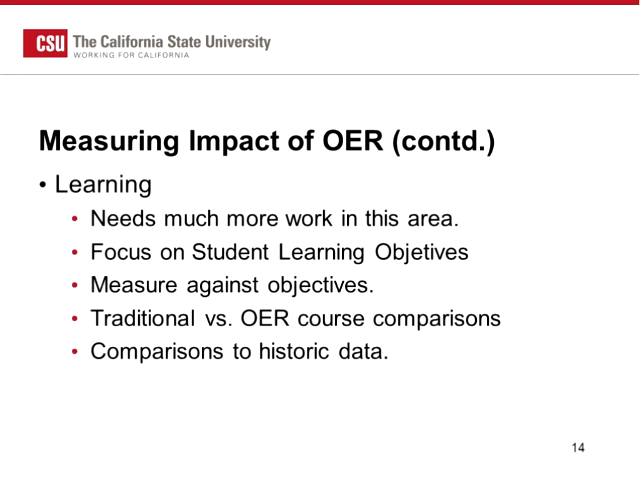 CSU The California State University
WORKING FOR CALIFORNIA
Measuring Impact of OER (contd.)
• Learning
• Needs much more work in this area.
• Focus on Student Learning Objetives
• Measure against objectives.
• Traditional vs. OER course comparisons
• Comparisons to historic data.
14